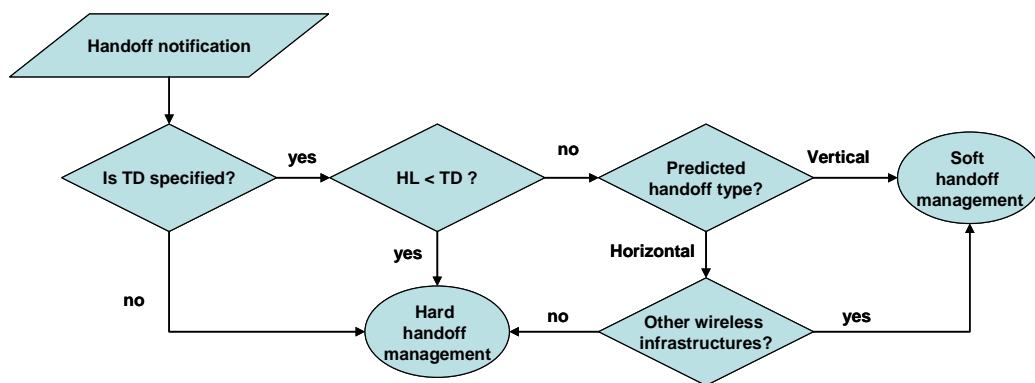 Handoff notification
yes
no
Vertical
Is TD specified?
HL < TD ?
Predicted
handoff type?
Soft
handoff
management
yes
Horizontal
no
Hard
handoff
management
no
Other wireless
infrastructures?
yes